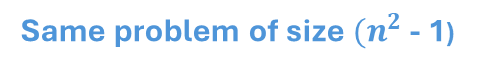 Same problem of size (n² - 1)